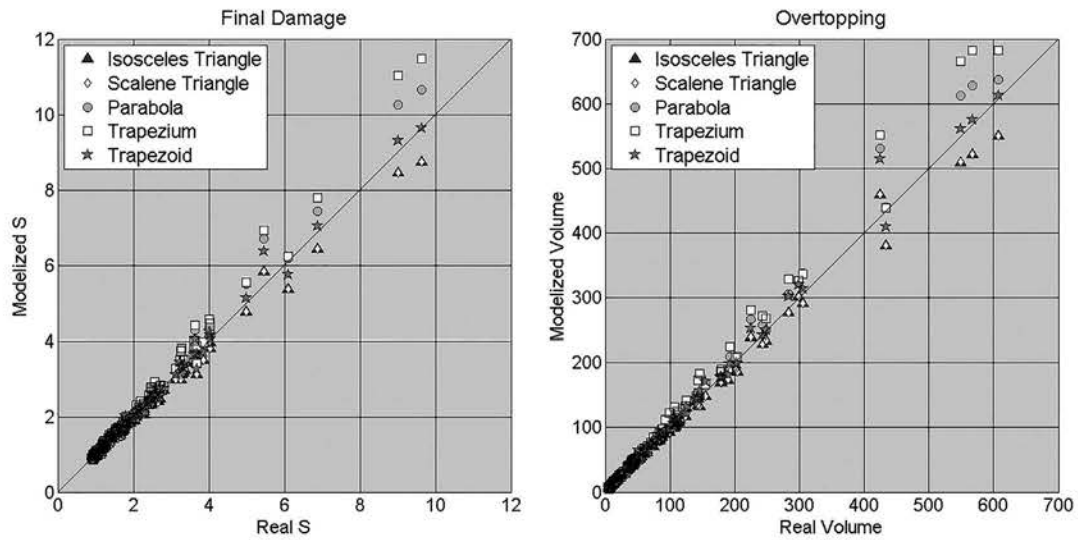 Final Damage
12
10
8
6
4
2
0
0 2 4 6 8 10 12
Modelized S
Real S
Isosceles Triangle
Scalene Triangle
Parabola
Trapezium
Trapezoid
Overtopping
700
600
500
400
300
200
100
0
0 100 200 300 400 500 600 700
Modelized Volume
Real Volume
Isosceles Triangle
Scalene Triangle
Parabola
Trapezium
Trapezoid